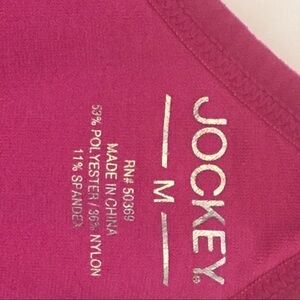 JOCKEY®
M
RN# 50369
MADE IN CHINA
53% POLYESTER / 36% NYLON
11% SPANDEX